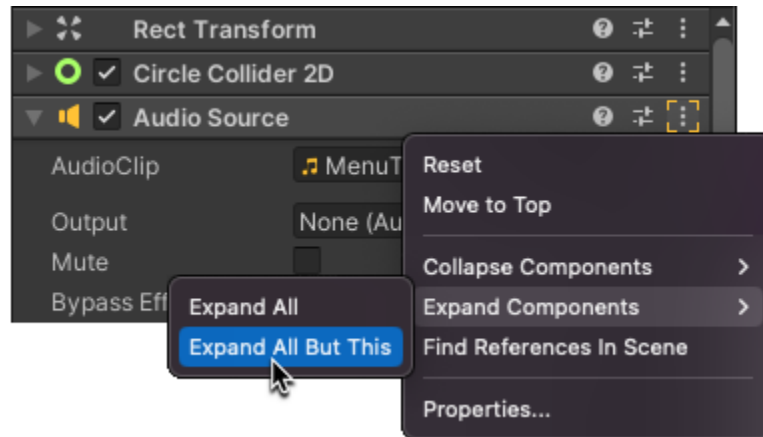 Rect Transform
Circle Collider 2D
Audio Source
AudioClip
MenuT
Output
None (Au
Mute
Bypass Eff
Reset
Move to Top
Collapse Components
Expand Components
Find References In Scene
Properties...
Expand All
Expand All But This